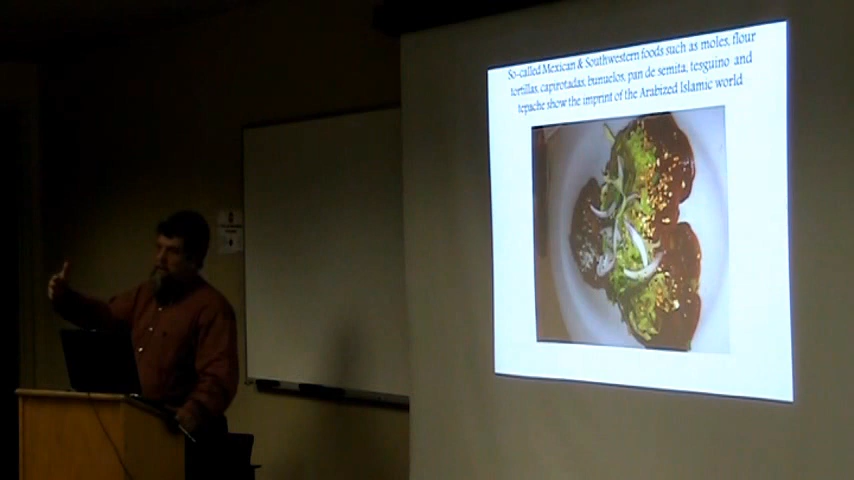 So-called Mexican & Southwestern foods such as moles, flour
tortillas, capirotadas, bunuelos, pan de semita, tesguino and
tepache show the imprint of the Arabized Islamic world